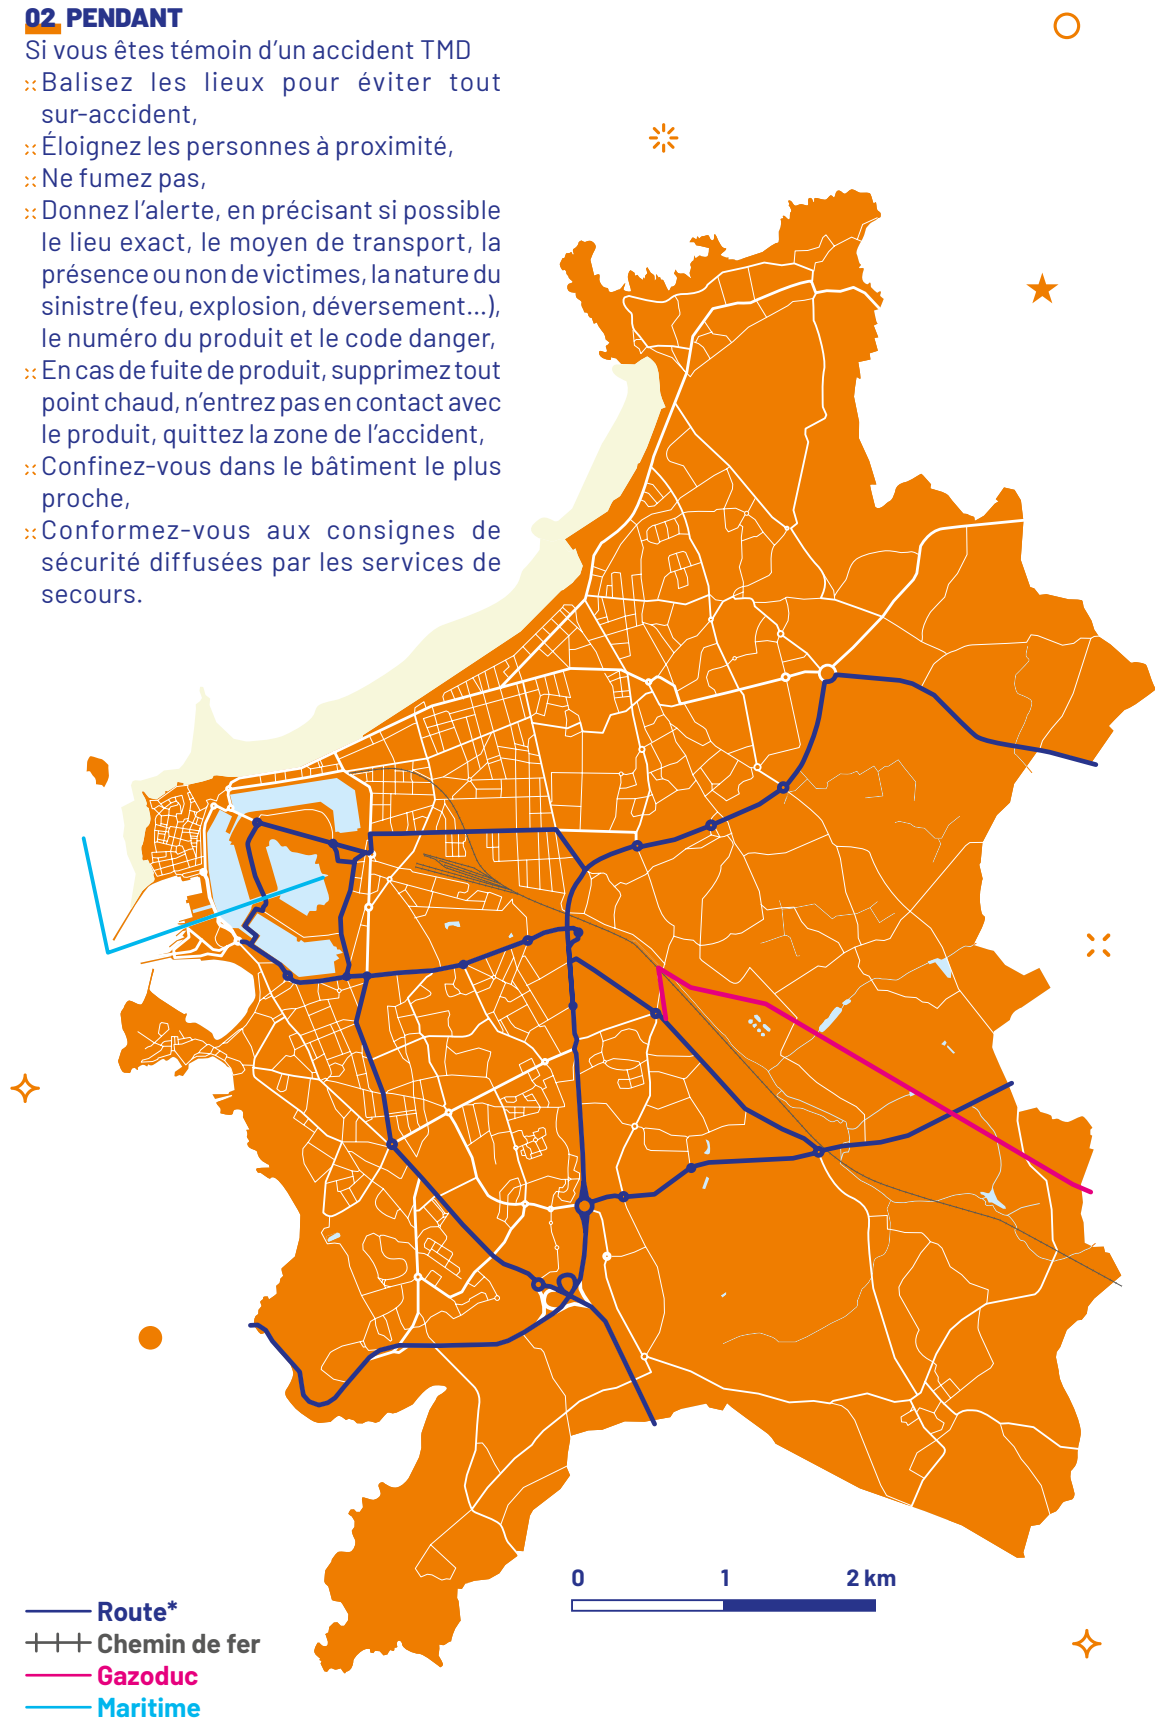 02 PENDANT
Si vous êtes témoin d'un accident TMD
Balisez les lieux pour éviter tout
sur-accident,
Éloignez les personnes à proximité,
Ne fumez pas,
Donnez l'alerte, en précisant si possible
le lieu exact, le moyen de transport, la
présence ou non de victimes, la nature du
sinistre (feu, explosion, déversement...),
le numéro du produit et le code danger,
En cas de fuite de produit, supprimez tout
point chaud, n'entrez pas en contact avec
le produit, quittez la zone de l'accident,
Confinez-vous dans le bâtiment le plus
proche,
Conformez-vous aux consignes de
sécurité diffusées par les services de
secours.
0 1 2 km
Route*
Chemin de fer
Gazoduc
Maritime